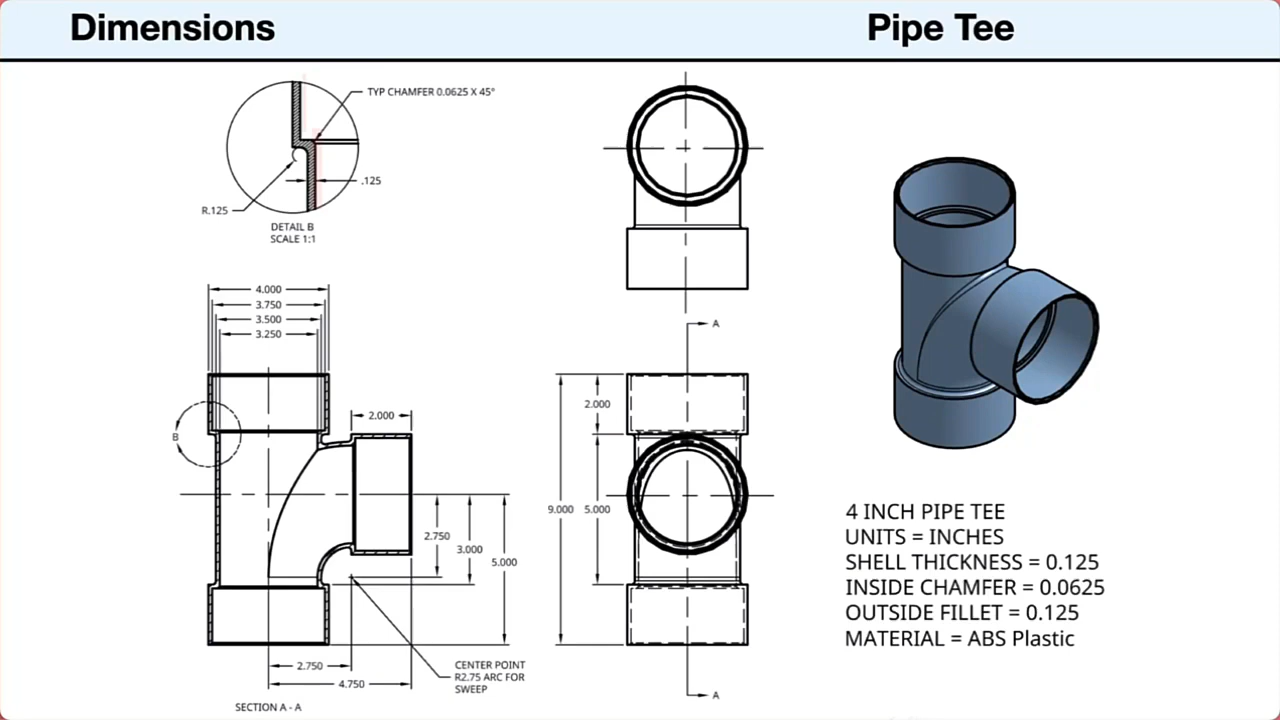 Dimensions
Pipe Tee
TYP CHAMFER 0.0625 X 45°
.125
R.125
DETAIL B
SCALE 1:1
4.000
3.750
3.500
3.250
2.000
B
2.750
3.000
5.000
2.750
4.750
CENTER POINT
R2.75 ARC FOR
SWEEP
SECTION A - A
A
2.000
9.000
5.000
A
4 INCH PIPE TEE
UNITS = INCHES
SHELL THICKNESS = 0.125
INSIDE CHAMFER = 0.0625
OUTSIDE FILLET = 0.125
MATERIAL = ABS Plastic